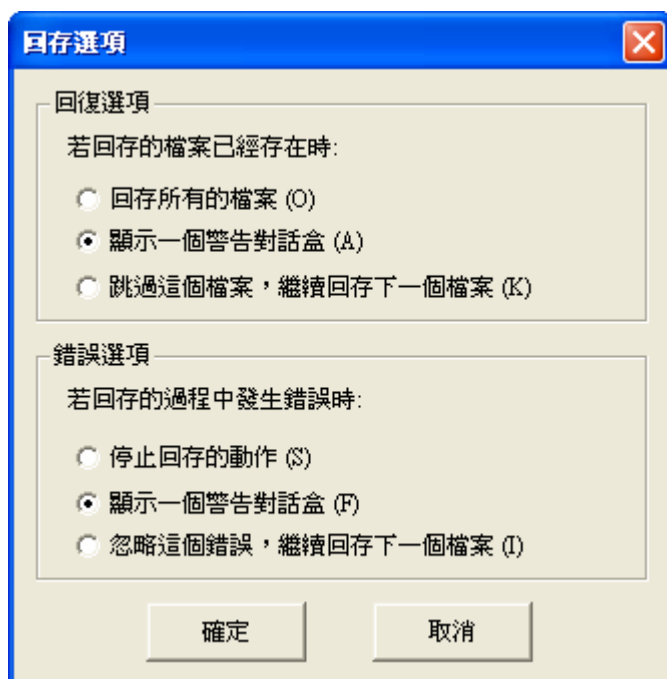 回存選項
回復選項
若回存的檔案已經存在時:
回存所有的檔案 (O)
顯示一個警告對話盒 (A)
跳過這個檔案，繼續回存下一個檔案 (K)
錯誤選項
若回存的過程中發生錯誤時:
停止回存的動作 (S)
顯示一個警告對話盒 (F)
忽略這個錯誤，繼續回存下一個檔案 (I)
確定
取消